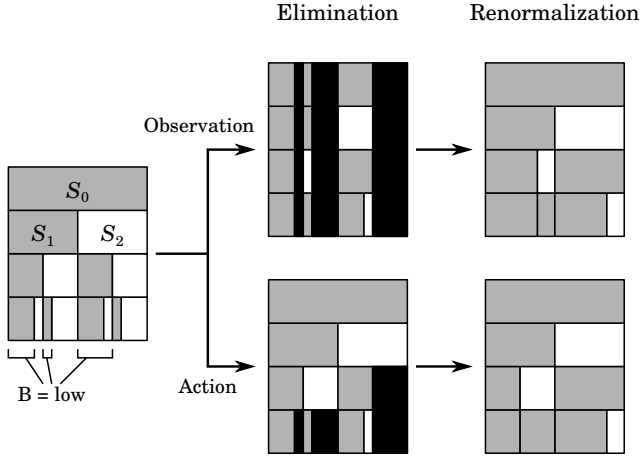 Elimination Renormalization
Observation
S₀
S₁ S₂
Action
B = low